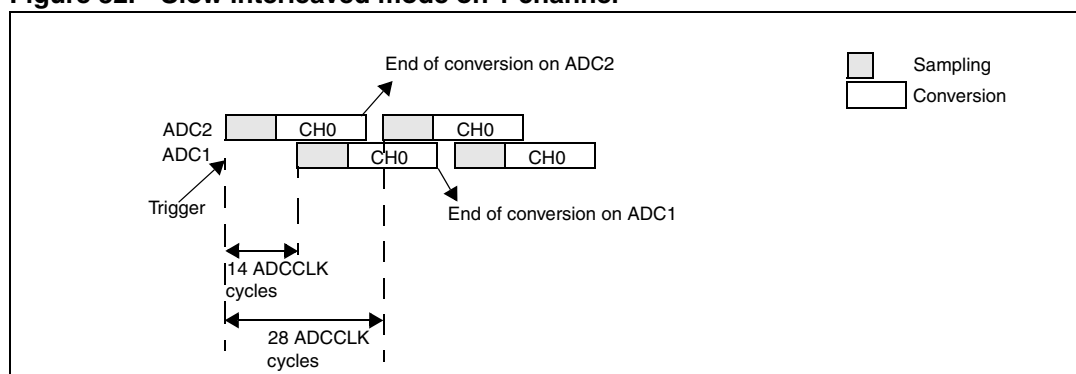 Figure 32. Slow interleaved mode on 1 channel
End of conversion on ADC2
Sampling
Conversion
ADC2
CH0
CH0
ADC1
CH0
CH0
Trigger
End of conversion on ADC1
14 ADCCLK
cycles
28 ADCCLK
cycles